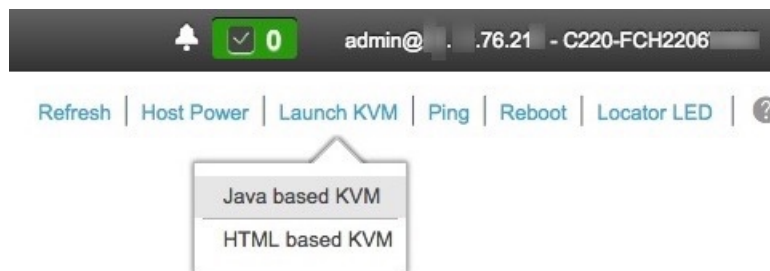 0 admin@ . .76.21 - C220-FCH2206
Refresh | Host Power | Launch KVM | Ping | Reboot | Locator LED | ?
Java based KVM
HTML based KVM